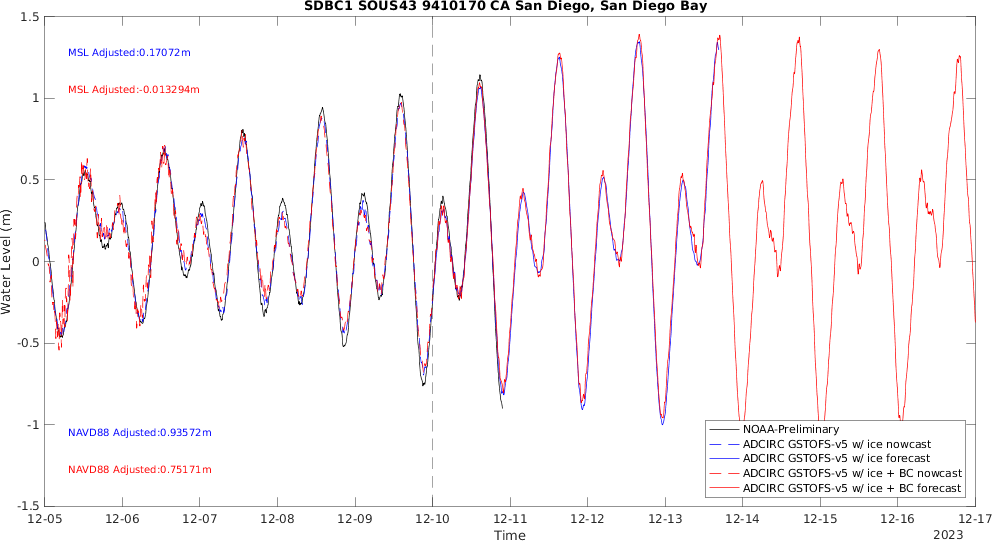 SDBC1 SOUS43 9410170 CA San Diego, San Diego Bay
1.5
MSL Adjusted:0.17072m
MSL Adjusted:-0.013294m
1
0.5
Water Level (m)
0
-0.5
-1
NAVD88 Adjusted:0.93572m
NAVD88 Adjusted:0.75171m
NOAA-Preliminary
ADCIRC GSTOFS-v5 w/ ice nowcast
ADCIRC GSTOFS-v5 w/ ice forecast
ADCIRC GSTOFS-v5 w/ ice + BC nowcast
ADCIRC GSTOFS-v5 w/ ice + BC forecast
-1.5
12-05 12-06 12-07 12-08 12-09 12-10 12-11 12-12 12-13 12-14 12-15 12-16 12-17
Time
2023